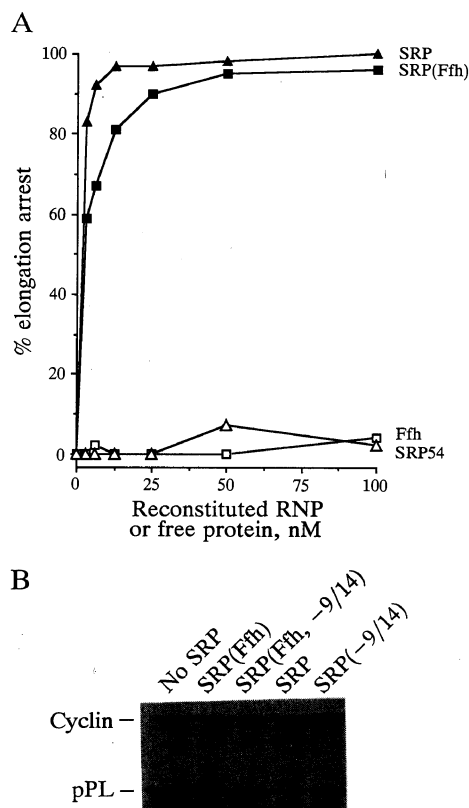 A
100
80
60
40
20
0
% elongation arrest
SRP
SRP(Ffh)
Ffh
SRP54
0 25 50 75 100
Reconstituted RNP
or free protein, nM
B
No SRP
SRP(Ffh)
SRP(Ffh, −9/14)
SRP
SRP(−9/14)
Cyclin
pPL